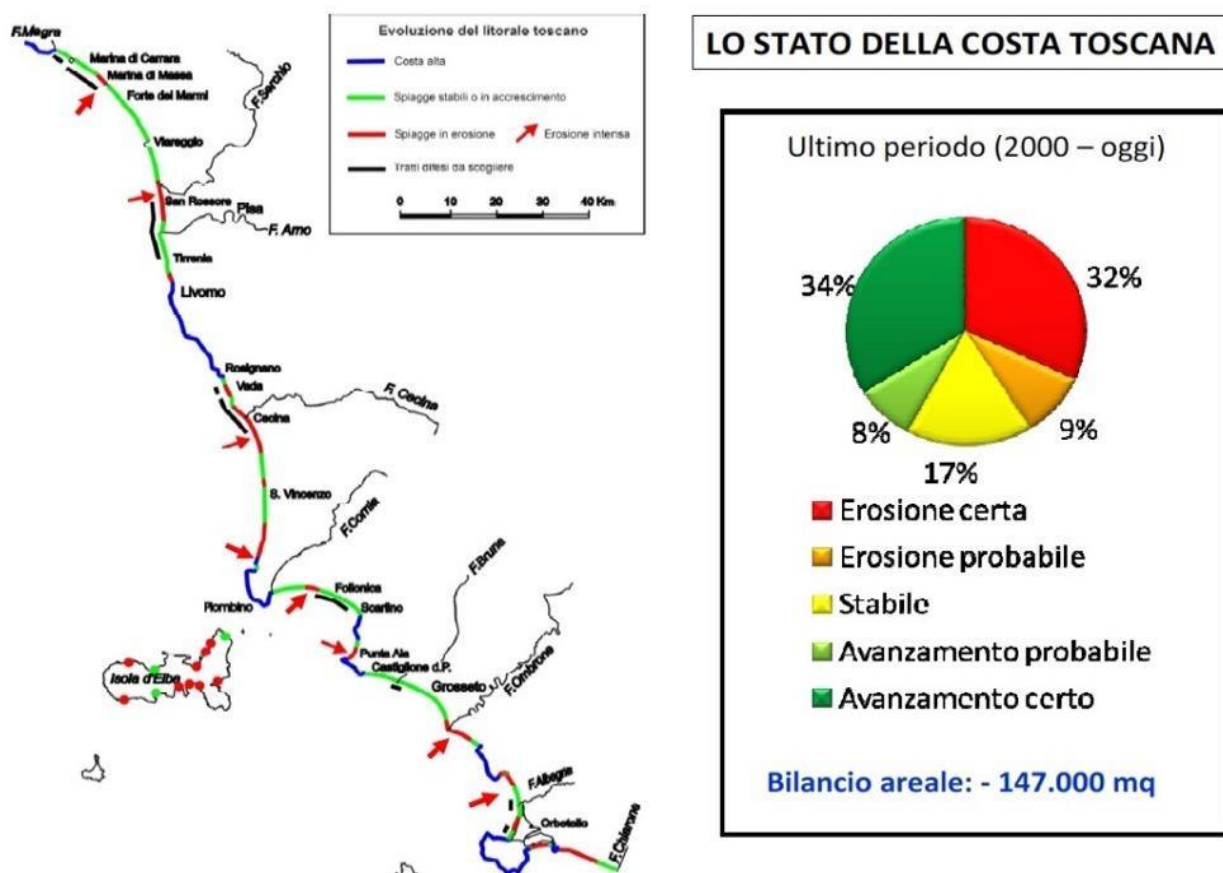 Evoluzione del litorale toscano
Costa alta
Spiagge stabili o in accrescimento
Spiagge in erosione
Erosione intensa
Tratti difesi da scogliere
0 10 20 30 40 Km
F.Magra
Marina di Carrara
Marina di Massa
Forte dei Marmi
F.Serchio
Viareggio
San Rossore
Pisa
F. Arno
Tirrenia
Livorno
Rosignano
Vada
F. Cecina
Cecina
S. Vincenzo
F.Cornia
F.Bruna
Piombino
Follonica
Scarlino
Isola d'Elba
Punta Ala
Castiglione d.P.
Grosseto
F.Ombrone
F.Albegna
Orbetello
F.Chiarone
LO STATO DELLA COSTA TOSCANA
Ultimo periodo (2000 – oggi)
34%
32%
8%
9%
17%
Erosione certa
Erosione probabile
Stabile
Avanzamento probabile
Avanzamento certo
Bilancio areale: - 147.000 mq